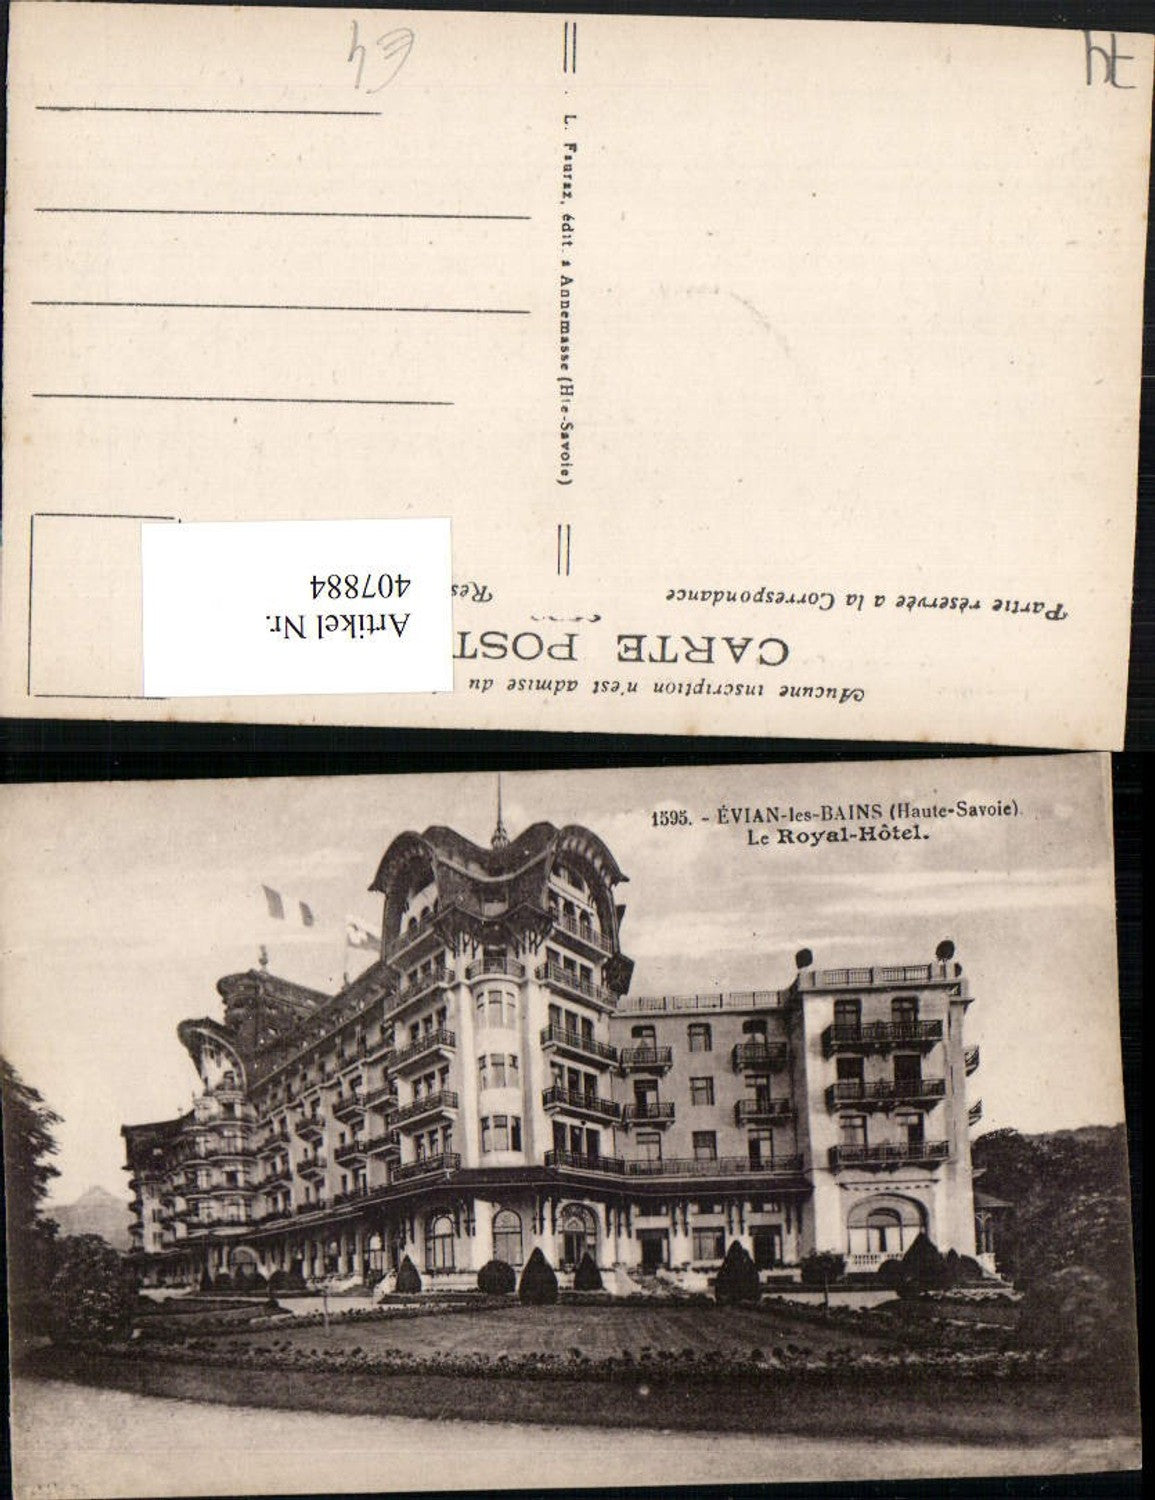 Aucune inscription n'est admise du
CARTE POST
Partie réservée a la Correspondance
Rés
Artikel Nr.
407884
L. Fauraz, édit. à Annemasse (Hte-Savoie)
1595. - ÉVIAN-les-BAINS (Haute-Savoie).
Le Royal-Hôtel.